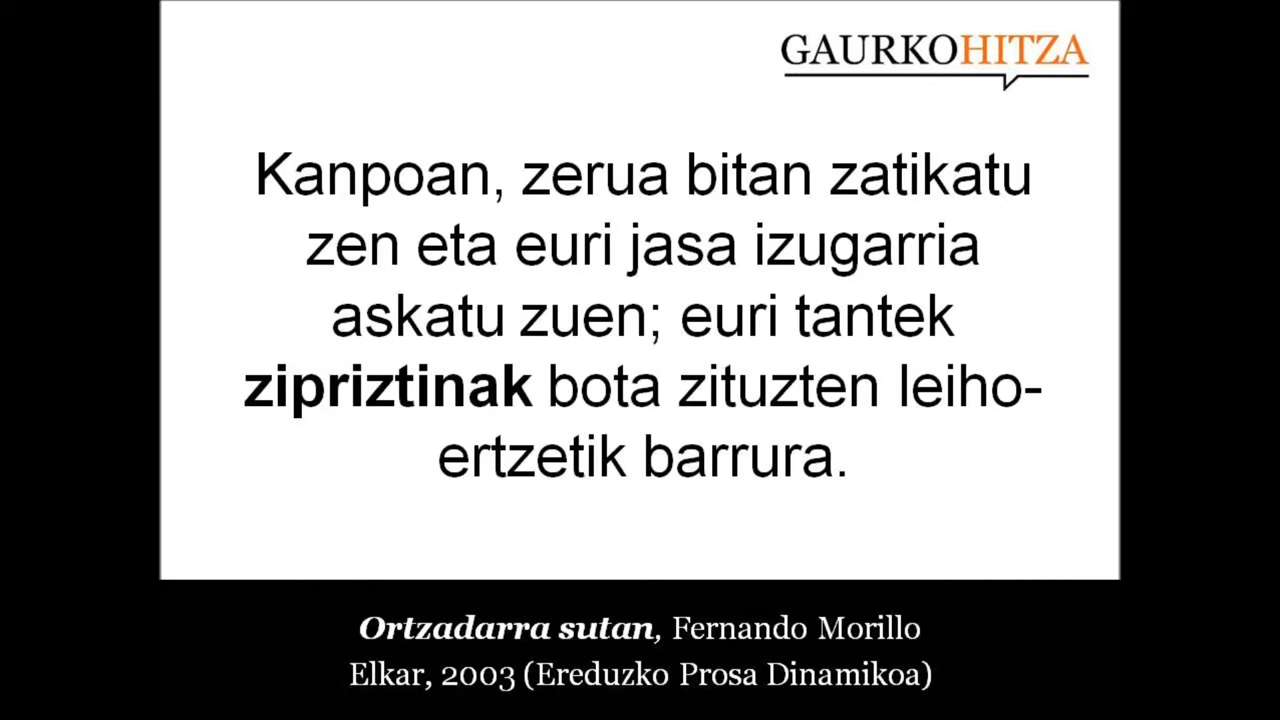 GAURKOHITZA
Kanpoan, zerua bitan zatikatu
zen eta euri jasa izugarria
askatu zuen; euri tantek
zipriztinak bota zituzten leiho-
ertzetik barrura.
Ortzadarra sutan, Fernando Morillo
Elkar, 2003 (Ereduzko Prosa Dinamikoa)